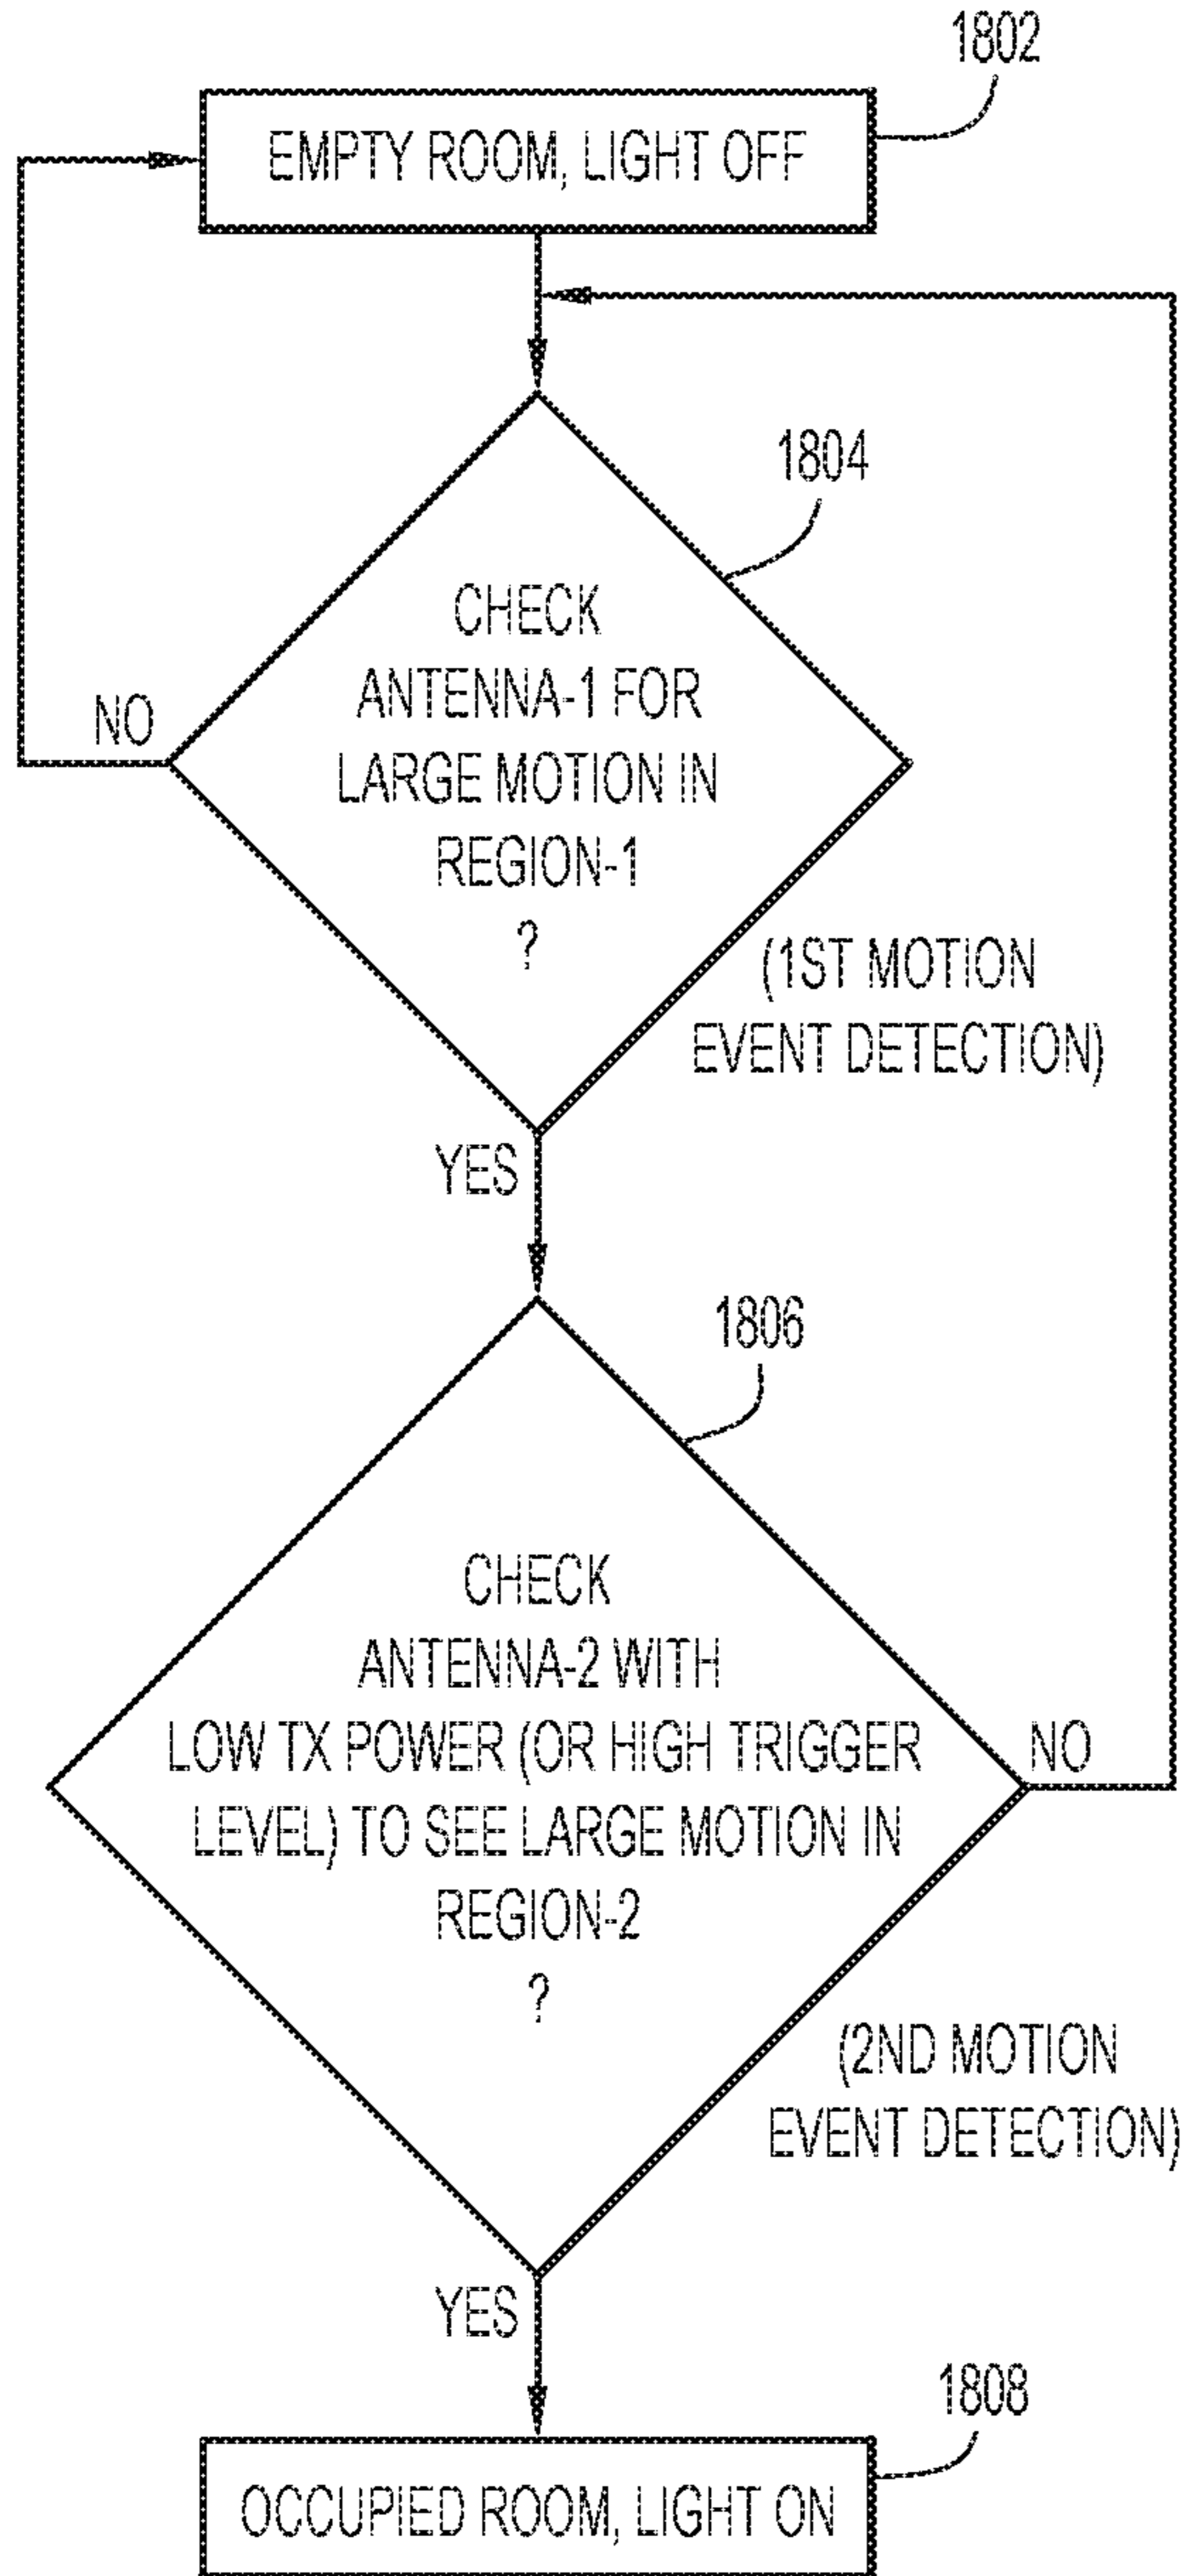 1802
EMPTY ROOM, LIGHT OFF
1804
CHECK
ANTENNA-1 FOR
LARGE MOTION IN
REGION-1
?
NO
(1ST MOTION
EVENT DETECTION)
YES
1806
CHECK
ANTENNA-2 WITH
LOW TX POWER (OR HIGH TRIGGER
LEVEL) TO SEE LARGE MOTION IN
REGION-2
?
NO
(2ND MOTION
EVENT DETECTION)
YES
1808
OCCUPIED ROOM, LIGHT ON